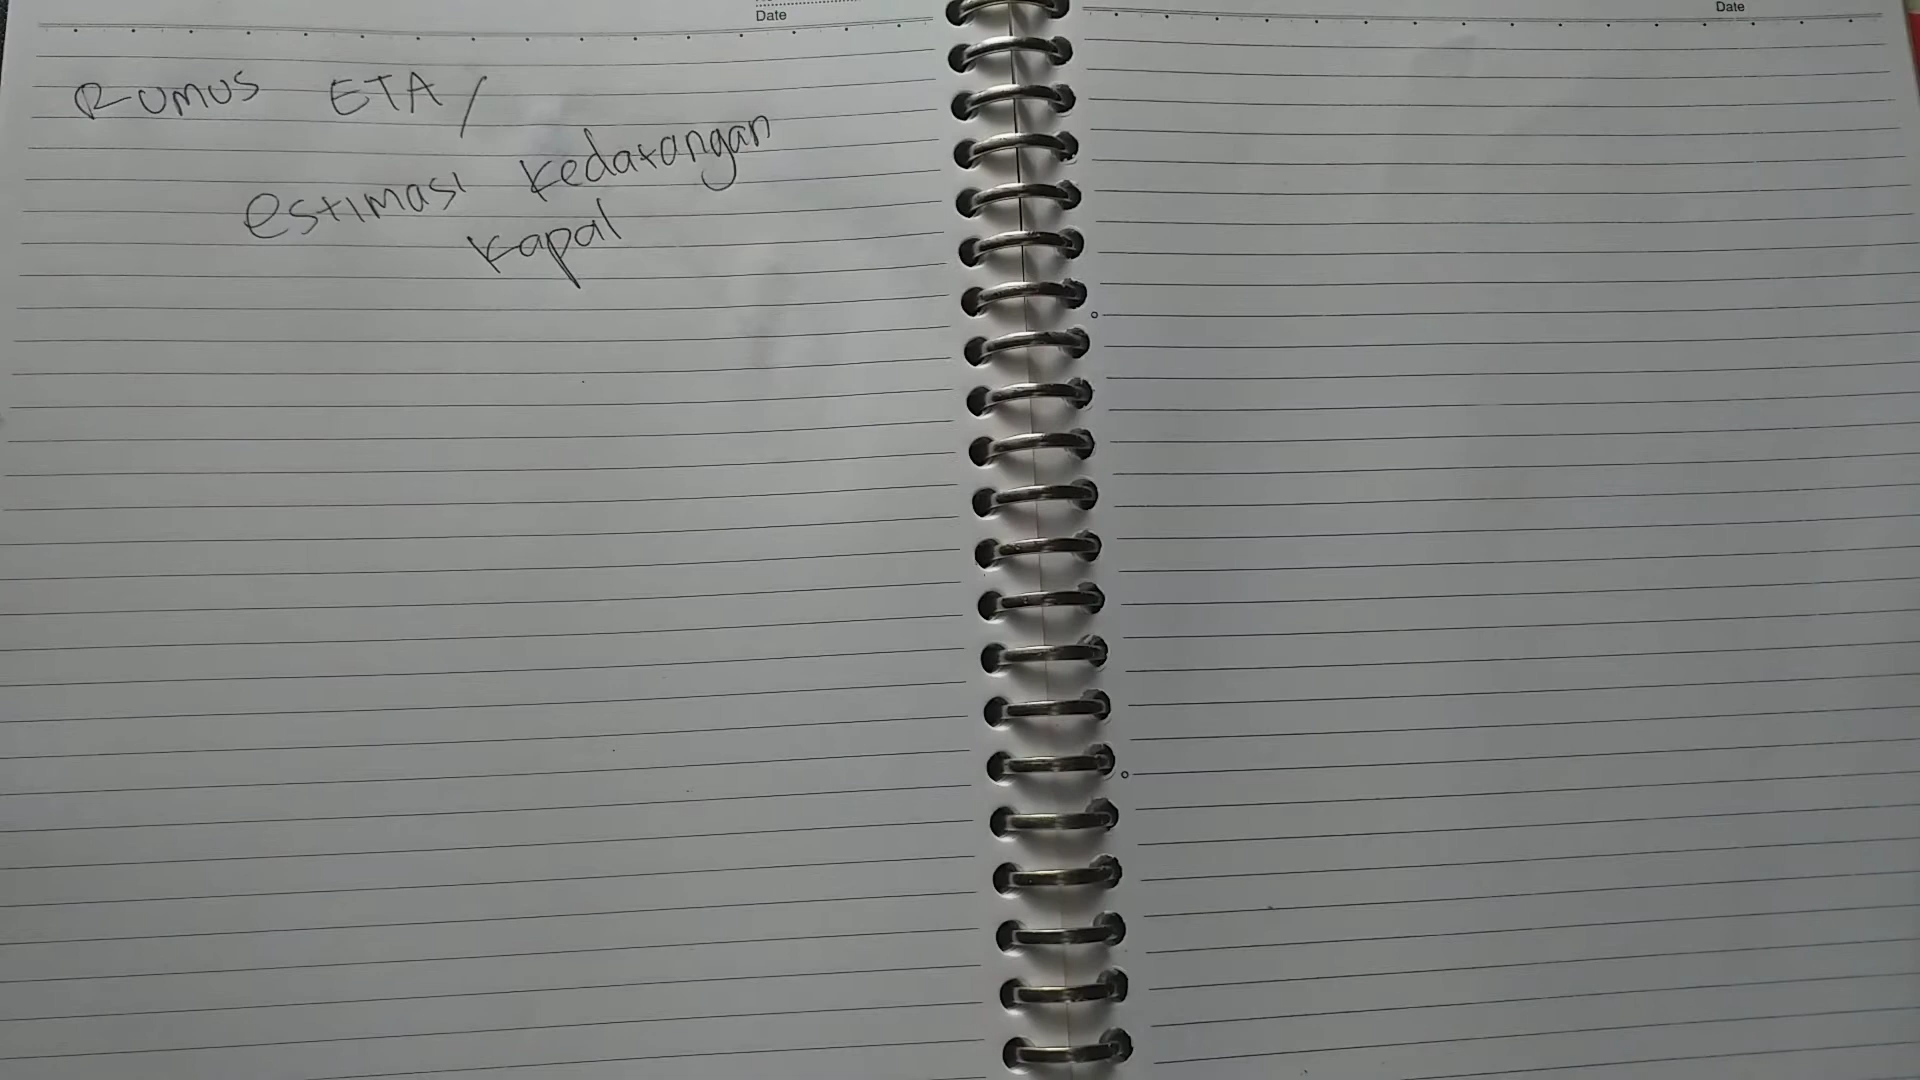 Date
Date
Rumus ETA/
estimasi kedatangan
kapal